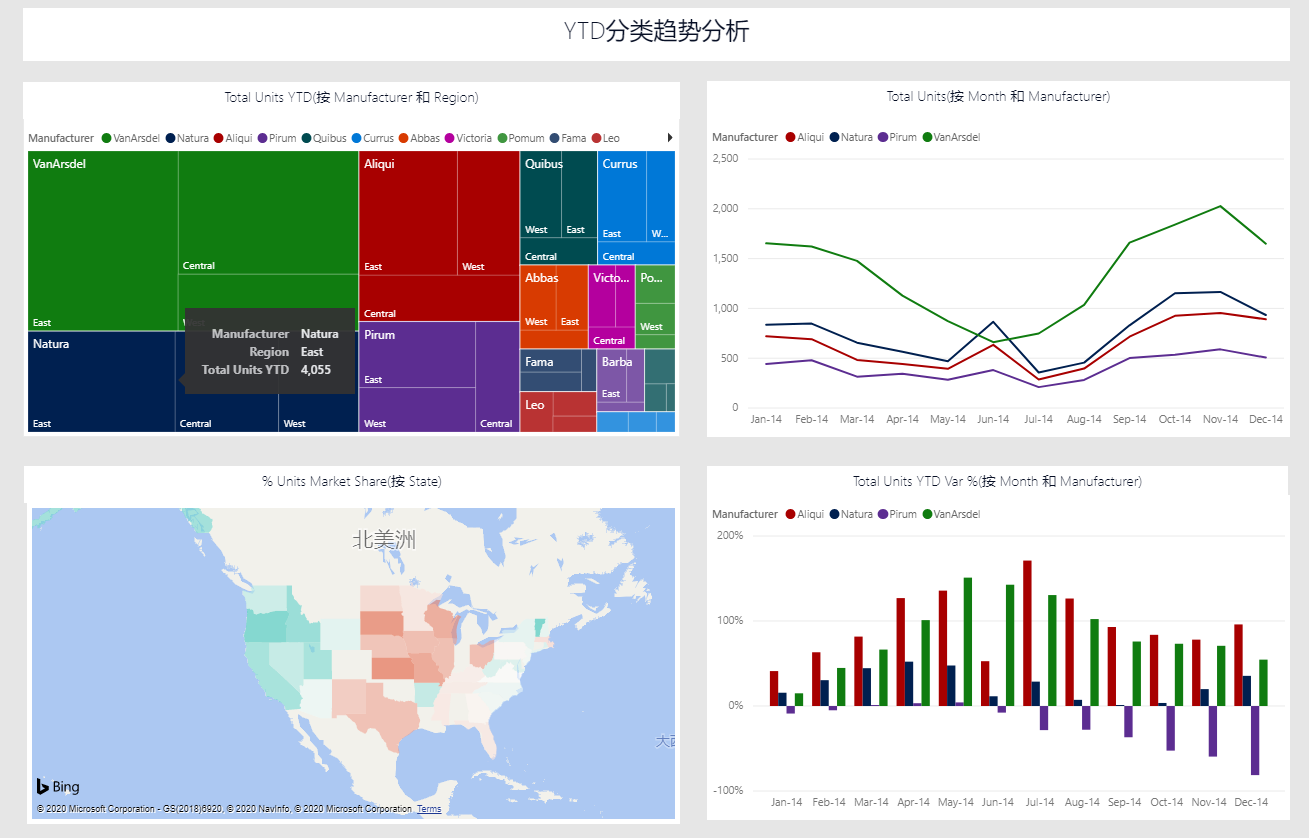 YTD分类趋势分析
Total Units YTD(按 Manufacturer 和 Region)
Manufacturer VanArsdel Natura Aliqui Pirum Quibus Currus Abbas Victoria Pomum Fama Leo
VanArsdel
Central
East
Natura
East
Central
West
Aliqui
East
West
Central
Pirum
East
West
Central
Quibus
West
East
Central
Currus
East
W...
Central
Abbas
West
East
Victo...
Central
Po...
West
Fama
Leo
Barba
East
Manufacturer Natura
Region East
Total Units YTD 4,055
Total Units(按 Month 和 Manufacturer)
Manufacturer Aliqui Natura Pirum VanArsdel
2,500
2,000
1,500
1,000
500
0
Jan-14 Feb-14 Mar-14 Apr-14 May-14 Jun-14 Jul-14 Aug-14 Sep-14 Oct-14 Nov-14 Dec-14
% Units Market Share(按 State)
北美洲
大西
Bing
© 2020 Microsoft Corporation - GS(2018)6920, © 2020 NavInfo, © 2020 Microsoft Corporation Terms
Total Units YTD Var %(按 Month 和 Manufacturer)
Manufacturer Aliqui Natura Pirum VanArsdel
200%
100%
0%
-100%
Jan-14 Feb-14 Mar-14 Apr-14 May-14 Jun-14 Jul-14 Aug-14 Sep-14 Oct-14 Nov-14 Dec-14